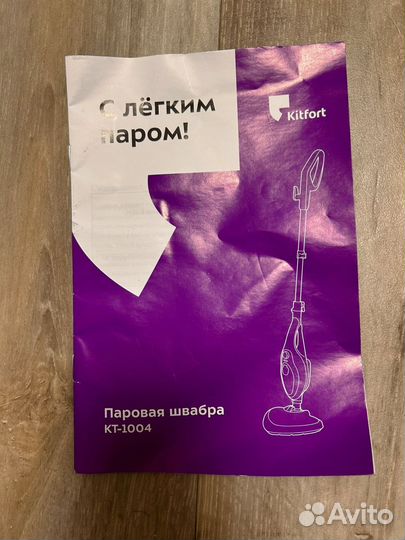 С лёгким
паром!
Kitfort
Паровая швабра
КТ-1004
Avito